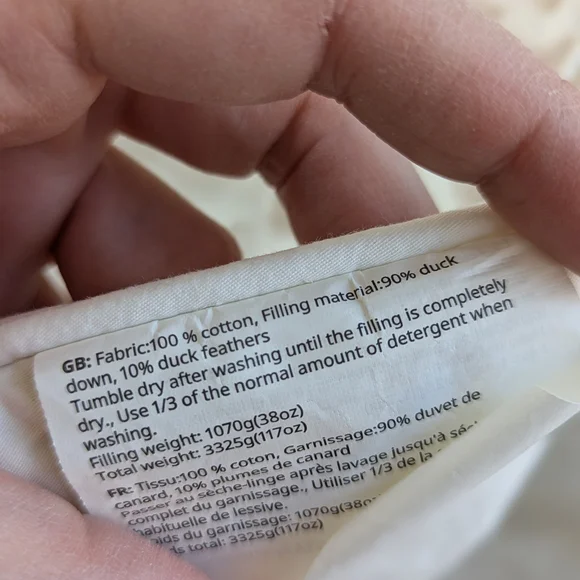 GB: Fabric:100 % cotton, Filling material:90% duck
down, 10% duck feathers
Tumble dry after washing until the filling is completely
dry., Use 1/3 of the normal amount of detergent when
washing.
Filling weight: 1070g(38oz)
Total weight: 3325g(117oz)
FR: Tissu:100 % coton, Garnissage:90% duvet de
canard, 10% plumes de canard
Passer au sèche-linge après lavage jusqu'à
complet du garnissage., Utiliser 1/3 de la
habituelle de lessive.
du garnissage: 1070g(38o
total: 3325g(117oz)